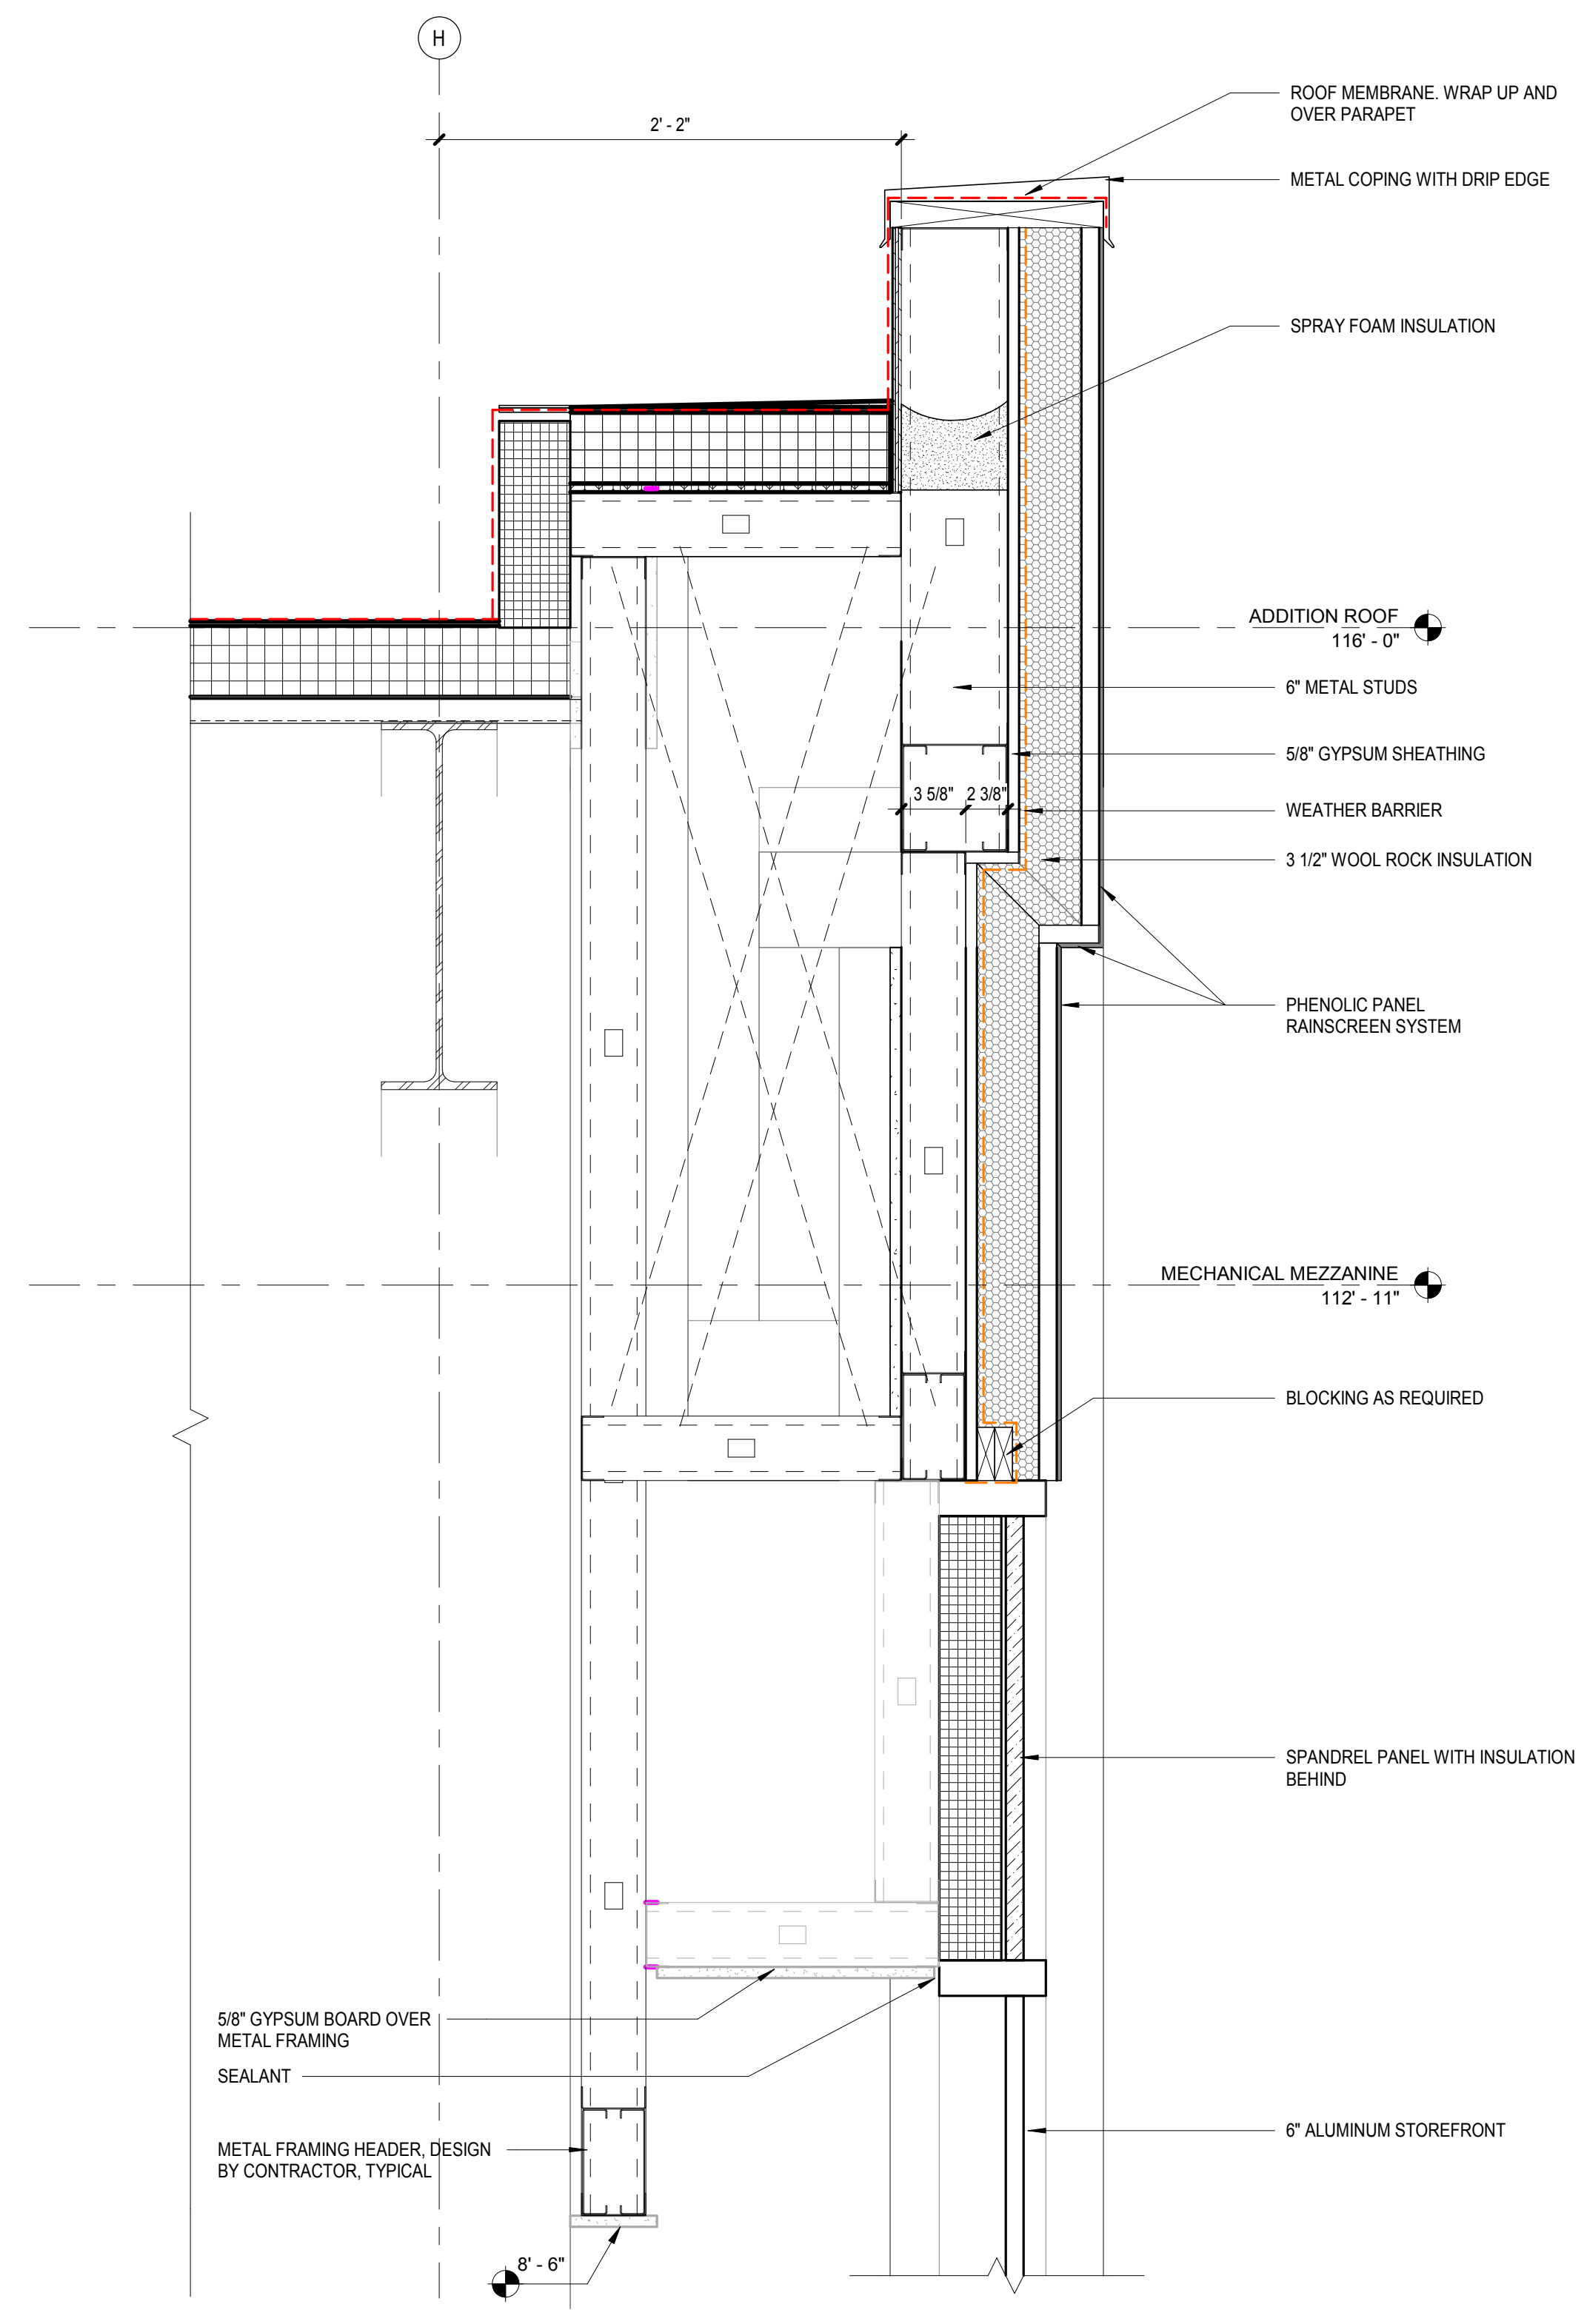 H
2' - 2"
ROOF MEMBRANE. WRAP UP AND
OVER PARAPET
METAL COPING WITH DRIP EDGE
SPRAY FOAM INSULATION
ADDITION ROOF
116' - 0"
6" METAL STUDS
5/8" GYPSUM SHEATHING
3 5/8"
2 3/8"
WEATHER BARRIER
3 1/2" WOOL ROCK INSULATION
PHENOLIC PANEL
RAINSCREEN SYSTEM
MECHANICAL MEZZANINE
112' - 11"
BLOCKING AS REQUIRED
SPANDREL PANEL WITH INSULATION
BEHIND
5/8" GYPSUM BOARD OVER
METAL FRAMING
SEALANT
6" ALUMINUM STOREFRONT
METAL FRAMING HEADER, DESIGN
BY CONTRACTOR, TYPICAL
8' - 6"